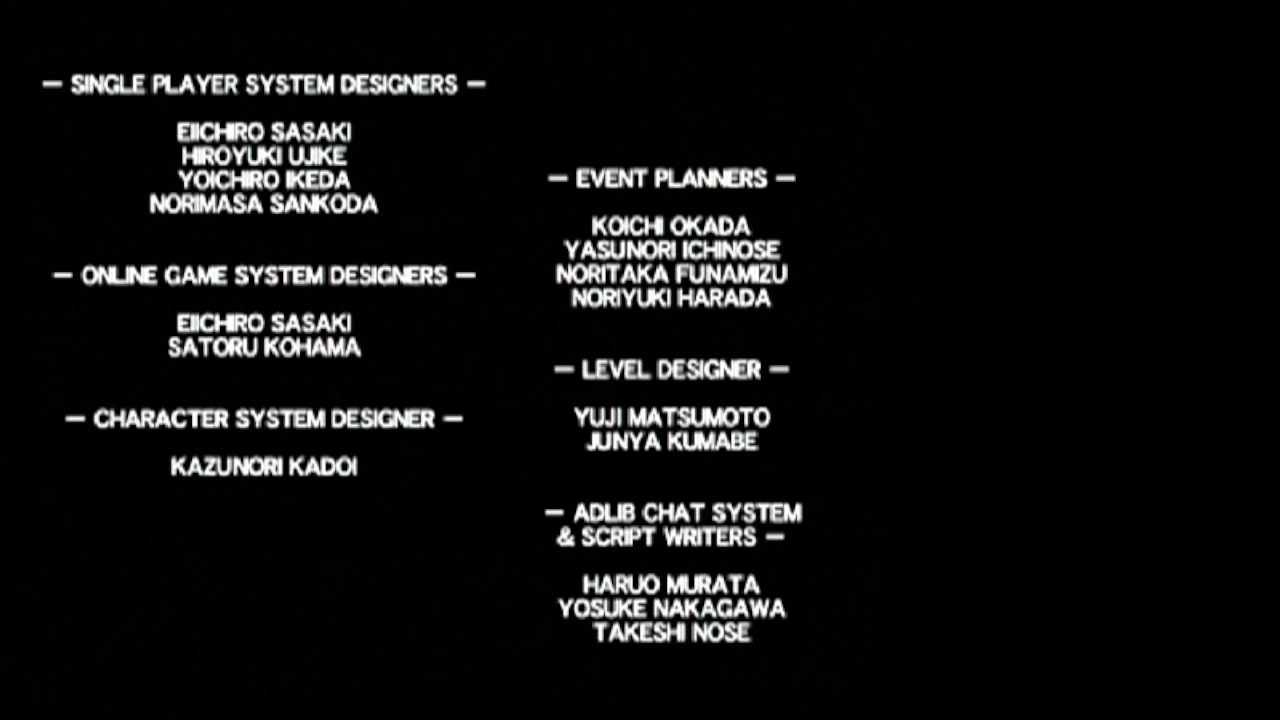 — SINGLE PLAYER SYSTEM DESIGNERS —
EIICHIRO SASAKI
HIROYUKI UJIKE
YOICHIRO IKEDA
NORIMASA SANKODA
— ONLINE GAME SYSTEM DESIGNERS —
EIICHIRO SASAKI
SATORU KOHAMA
— CHARACTER SYSTEM DESIGNER —
KAZUNORI KADOI
— EVENT PLANNERS —
KOICHI OKADA
YASUNORI ICHINOSE
NORITAKA FUNAMIZU
NORIYUKI HARADA
— LEVEL DESIGNER —
YUJI MATSUMOTO
JUNYA KUMABE
— ADLIB CHAT SYSTEM
& SCRIPT WRITERS —
HARUO MURATA
YOSUKE NAKAGAWA
TAKESHI NOSE